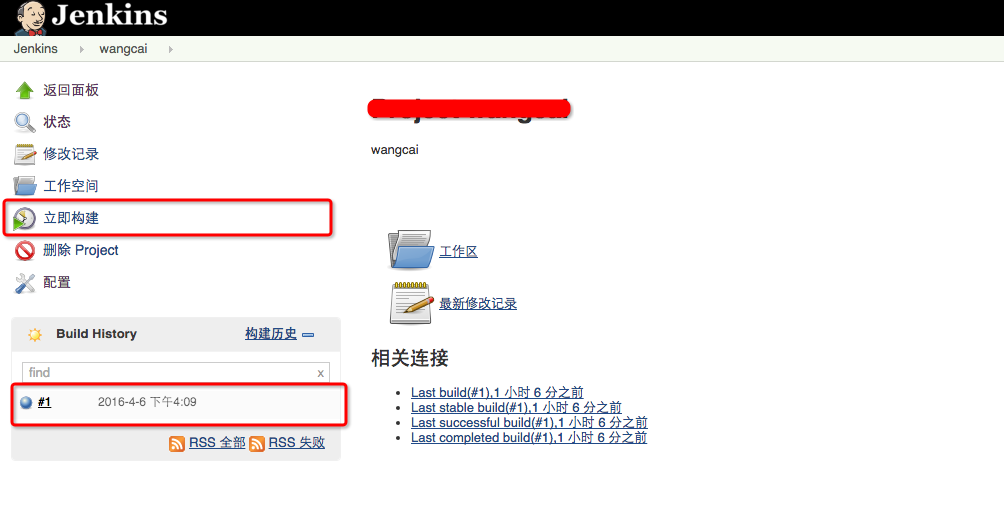 Jenkins
Jenkins wangcai
返回面板
状态
修改记录
工作空间
立即构建
删除 Project
配置
Build History 构建历史
find x
#1 2016-4-6 下午4:09
RSS 全部 RSS 失败
wangcai
工作区
最新修改记录
相关连接
Last build(#1),1 小时 6 分之前
Last stable build(#1),1 小时 6 分之前
Last successful build(#1),1 小时 6 分之前
Last completed build(#1),1 小时 6 分之前